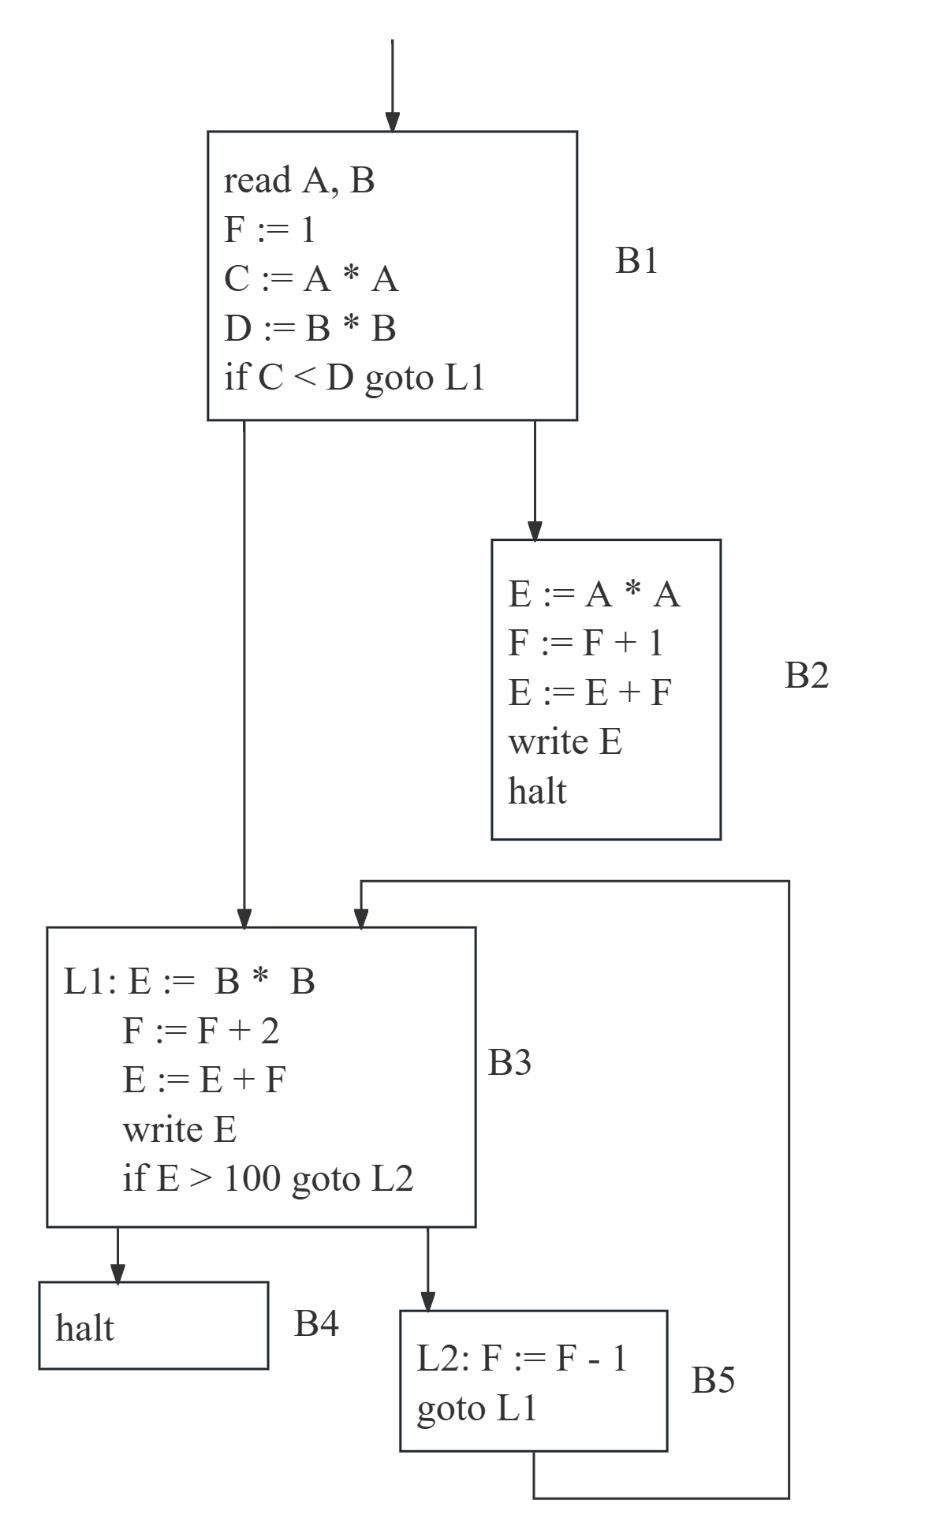 read A, B
F := 1
C := A * A
D := B * B
if C < D goto L1
B1
E := A * A
F := F + 1
E := E + F
write E
halt
B2
L1: E := B * B
F := F + 2
E := E + F
write E
if E > 100 goto L2
B3
halt
B4
L2: F := F - 1
goto L1
B5